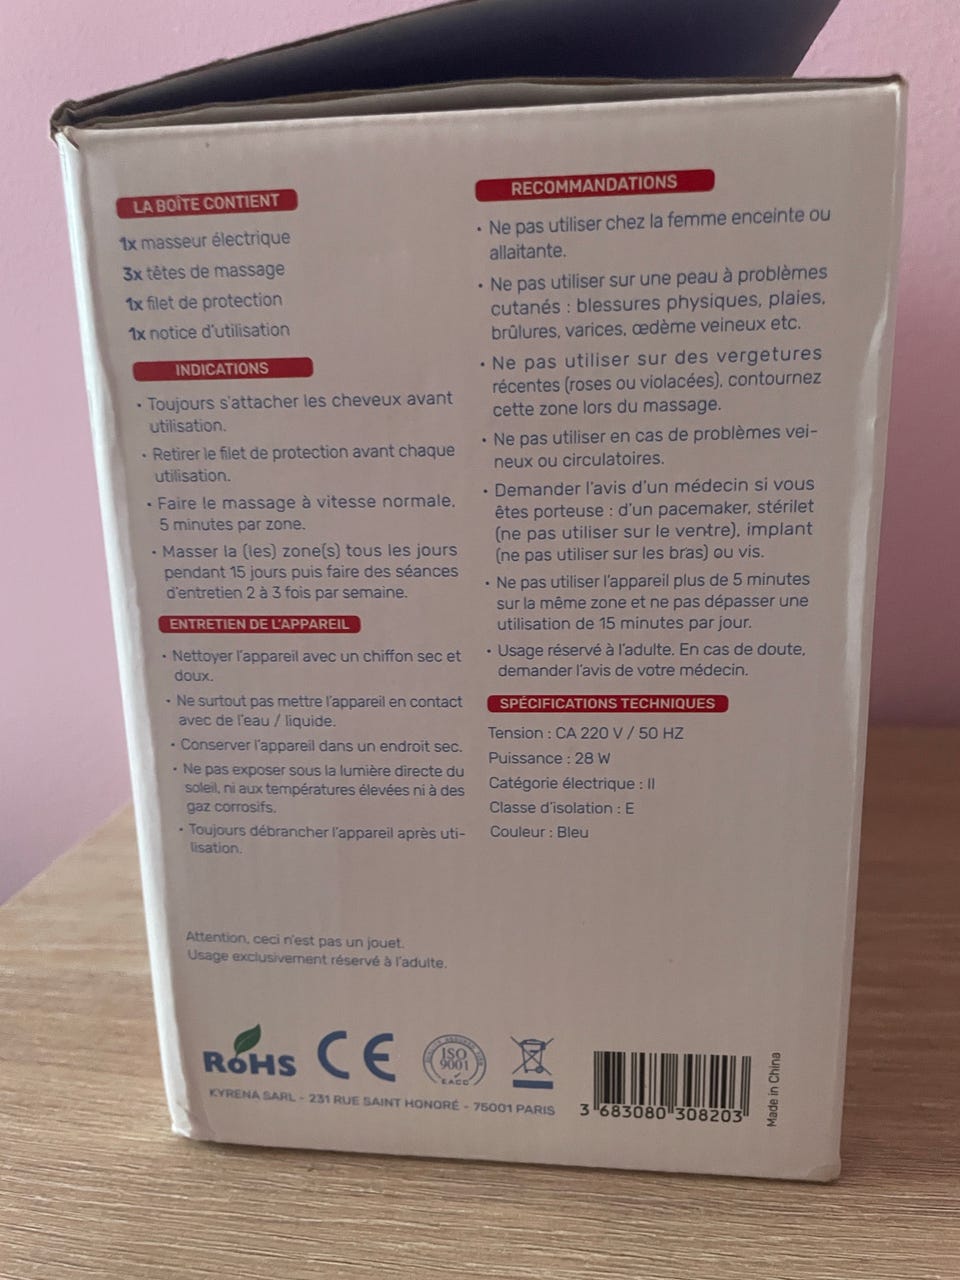 LA BOÎTE CONTIENT
1x masseur électrique
3x têtes de massage
1x filet de protection
1x notice d'utilisation
INDICATIONS
• Toujours s'attacher les cheveux avant
utilisation.
• Retirer le filet de protection avant chaque
utilisation.
• Faire le massage à vitesse normale,
5 minutes par zone.
• Masser la (les) zone(s) tous les jours
pendant 15 jours puis faire des séances
d'entretien 2 à 3 fois par semaine.
ENTRETIEN DE L'APPAREIL
• Nettoyer l'appareil avec un chiffon sec et
doux.
• Ne surtout pas mettre l'appareil en contact
avec de l'eau / liquide.
• Conserver l'appareil dans un endroit sec.
• Ne pas exposer sous la lumière directe du
soleil, ni aux températures élevées ni à des
gaz corrosifs.
• Toujours débrancher l'appareil après uti-
lisation.
Attention, ceci n'est pas un jouet.
Usage exclusivement réservé à l'adulte.
RECOMMANDATIONS
• Ne pas utiliser chez la femme enceinte ou
allaitante.
• Ne pas utiliser sur une peau à problèmes
cutanés : blessures physiques, plaies,
brûlures, varices, œdème veineux etc.
• Ne pas utiliser sur des vergetures
récentes (roses ou violacées), contournez
cette zone lors du massage.
• Ne pas utiliser en cas de problèmes vei-
neux ou circulatoires.
• Demander l'avis d'un médecin si vous
êtes porteuse : d'un pacemaker, stérilet
(ne pas utiliser sur le ventre), implant
(ne pas utiliser sur les bras) ou vis.
• Ne pas utiliser l'appareil plus de 5 minutes
sur la même zone et ne pas dépasser une
utilisation de 15 minutes par jour.
• Usage réservé à l'adulte. En cas de doute,
demander l'avis de votre médecin.
SPÉCIFICATIONS TECHNIQUES
Tension : CA 220 V / 50 HZ
Puissance : 28 W
Catégorie électrique : II
Classe d'isolation : E
Couleur : Bleu
RoHS CE ISO 9001 EACC
KYRENA SARL - 231 RUE SAINT HONORÉ - 75001 PARIS
3 683080 308203
Made in China